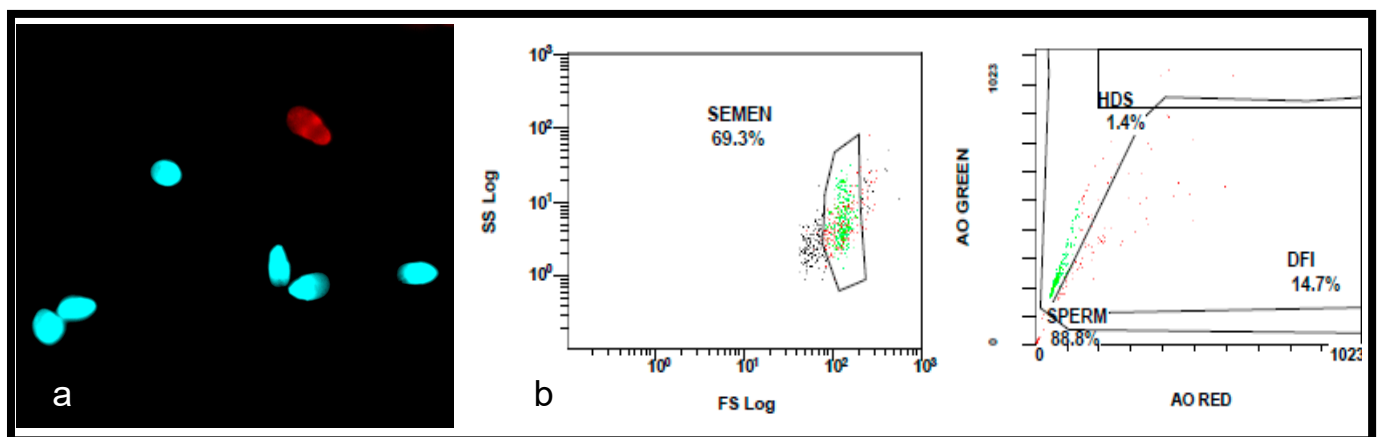 a
b
SS Log
10³
10²
10¹
10⁰
SEMEN
69.3%
10⁰
10¹
10²
10³
FS Log
AO GREEN
1023
0
HDS
1.4%
DFI
14.7%
SPERM
88.8%
0
1023
AO RED